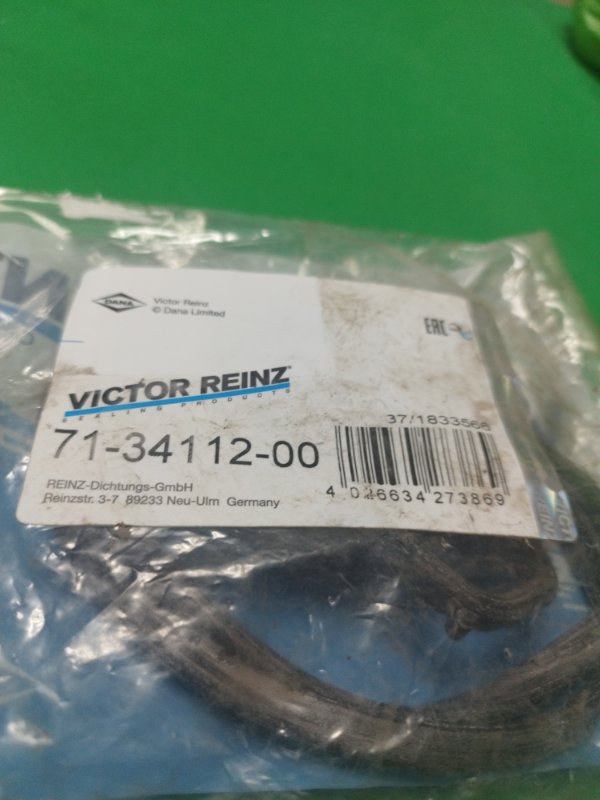 DANA
Victor Reinz
© Dana Limited
EAC
VICTOR REINZ®
SEALING PRODUCTS
37/1833566
71-34112-00
REINZ-Dichtungs-GmbH
Reinzstr. 3-7 89233 Neu-Ulm Germany
4 026634 273869